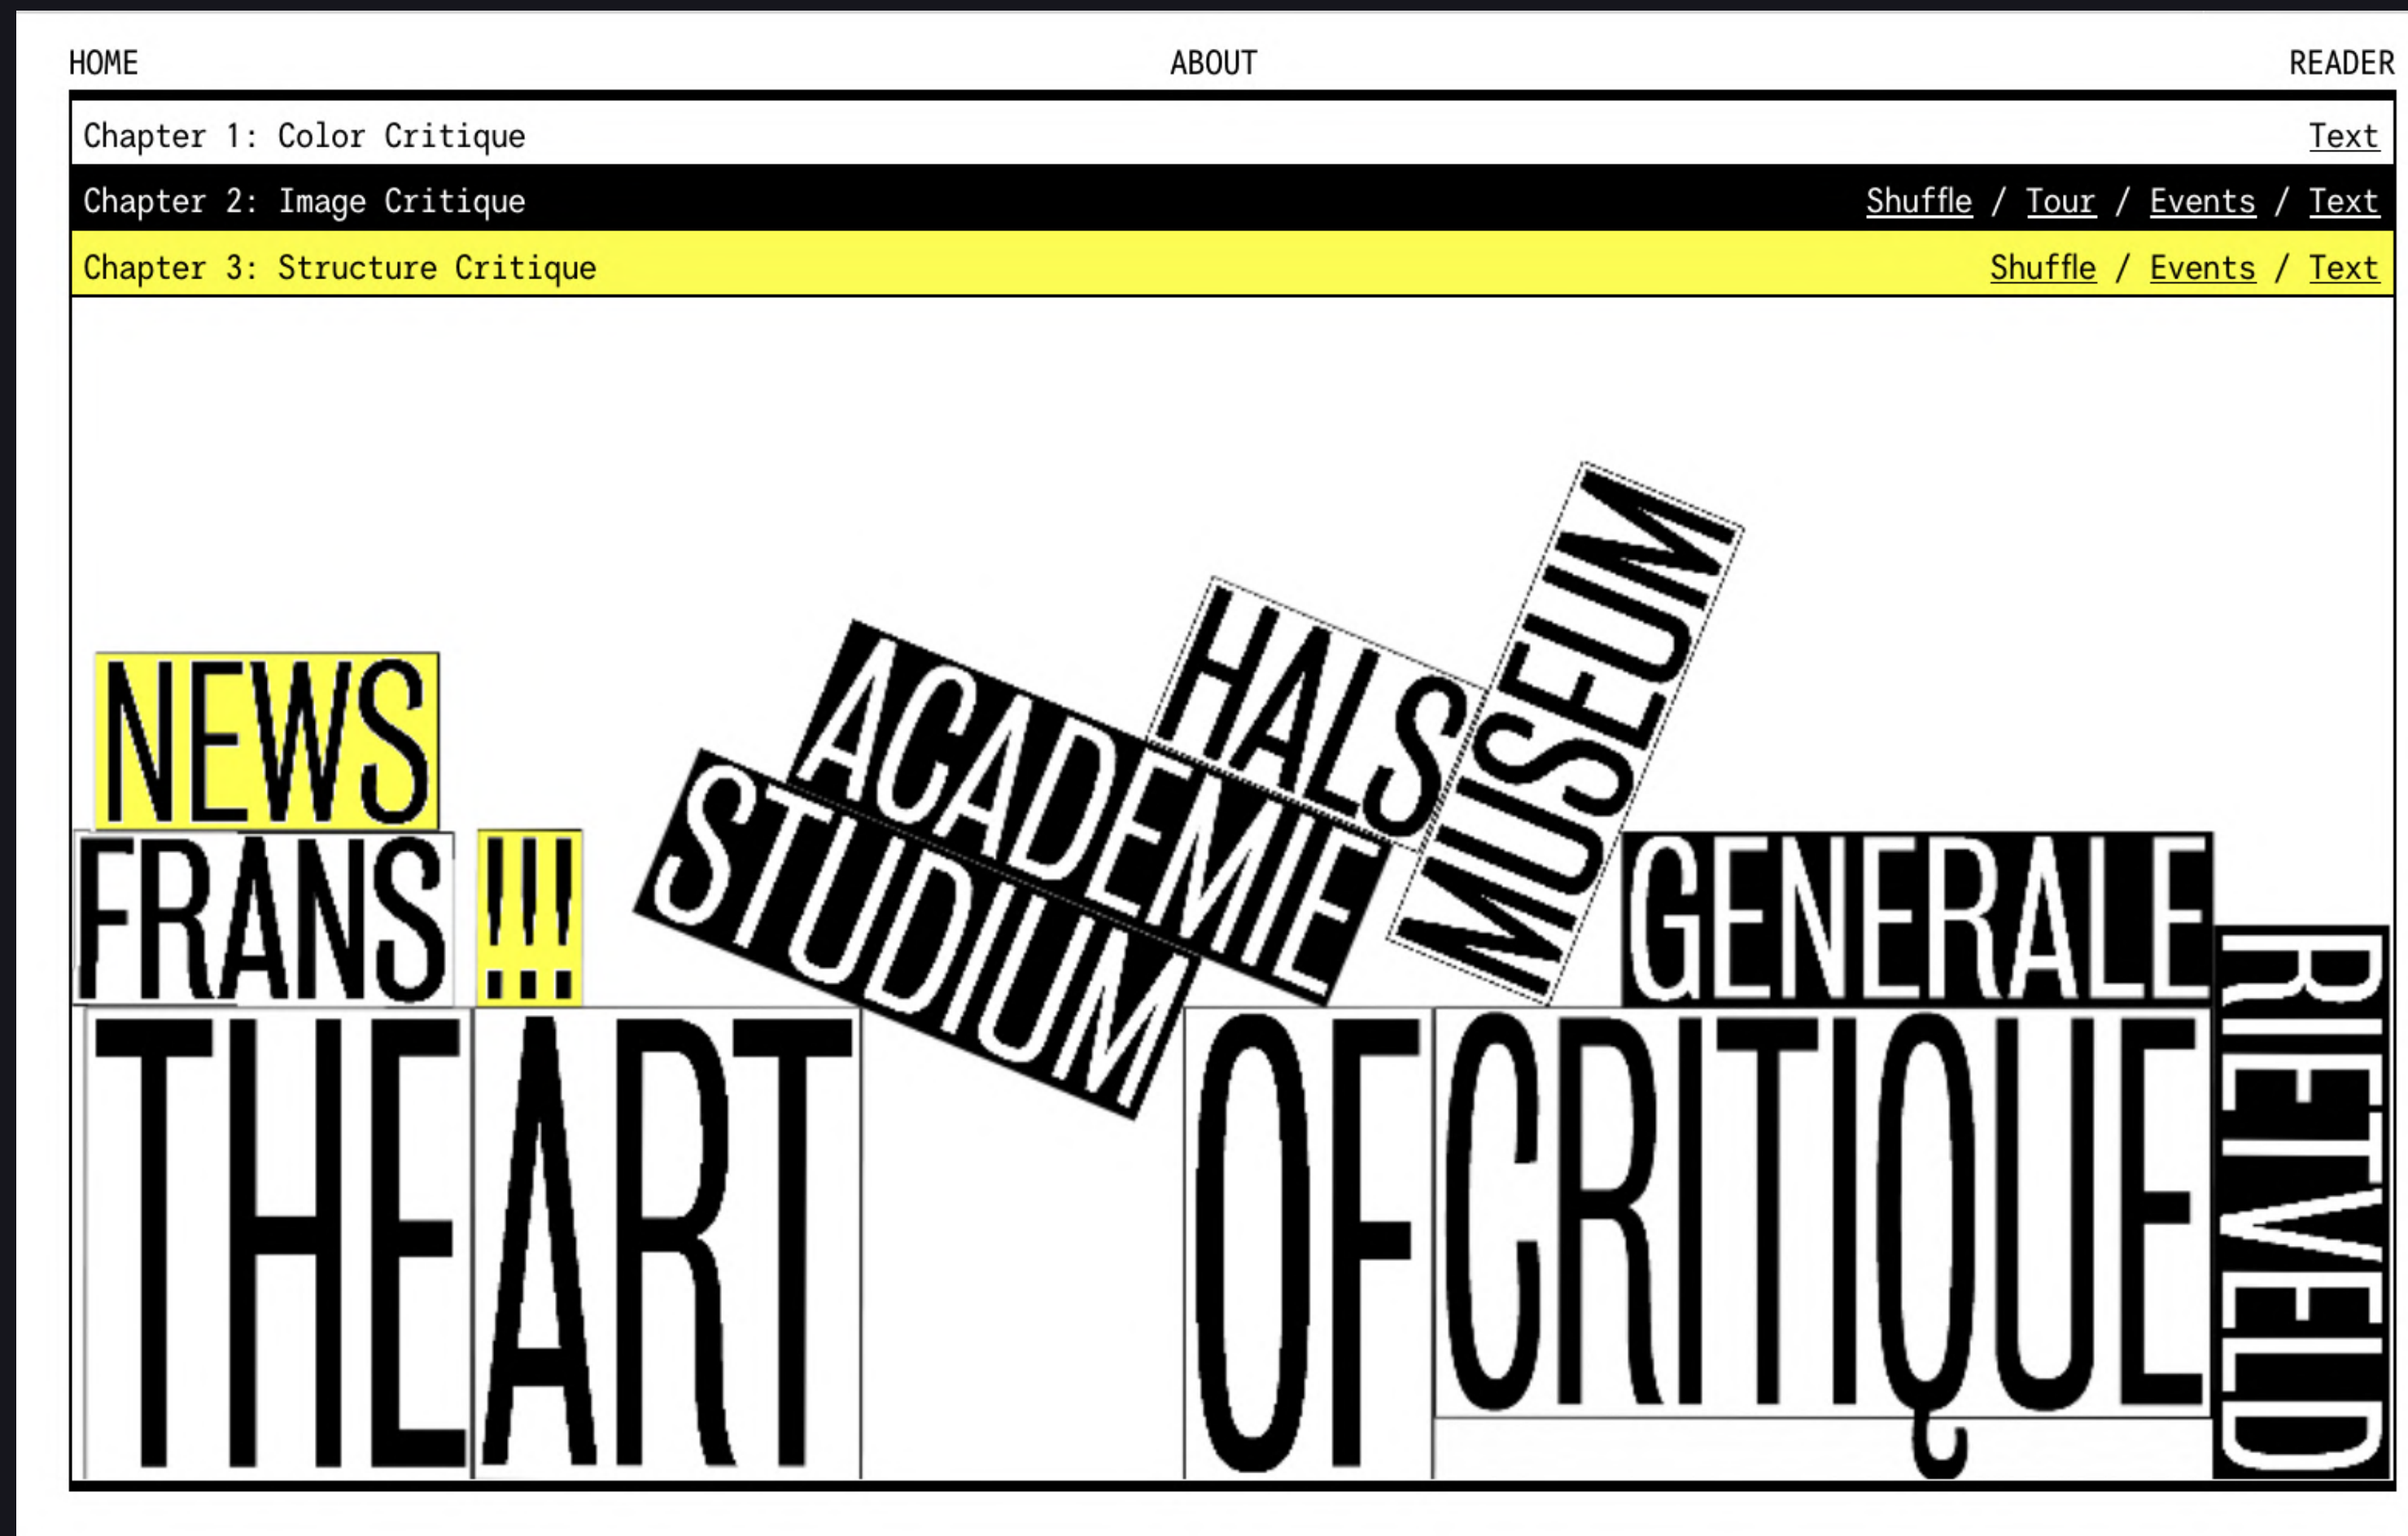 HOME ABOUT READER
Chapter 1: Color Critique Text
Chapter 2: Image Critique Shuffle / Tour / Events / Text
Chapter 3: Structure Critique Shuffle / Events / Text
NEWS
FRANS
!!!
STUDIUM
ACADEMIE
HALS
MUSEUM
GENERALE
RIETVELD
THE ART OF CRITIQUE